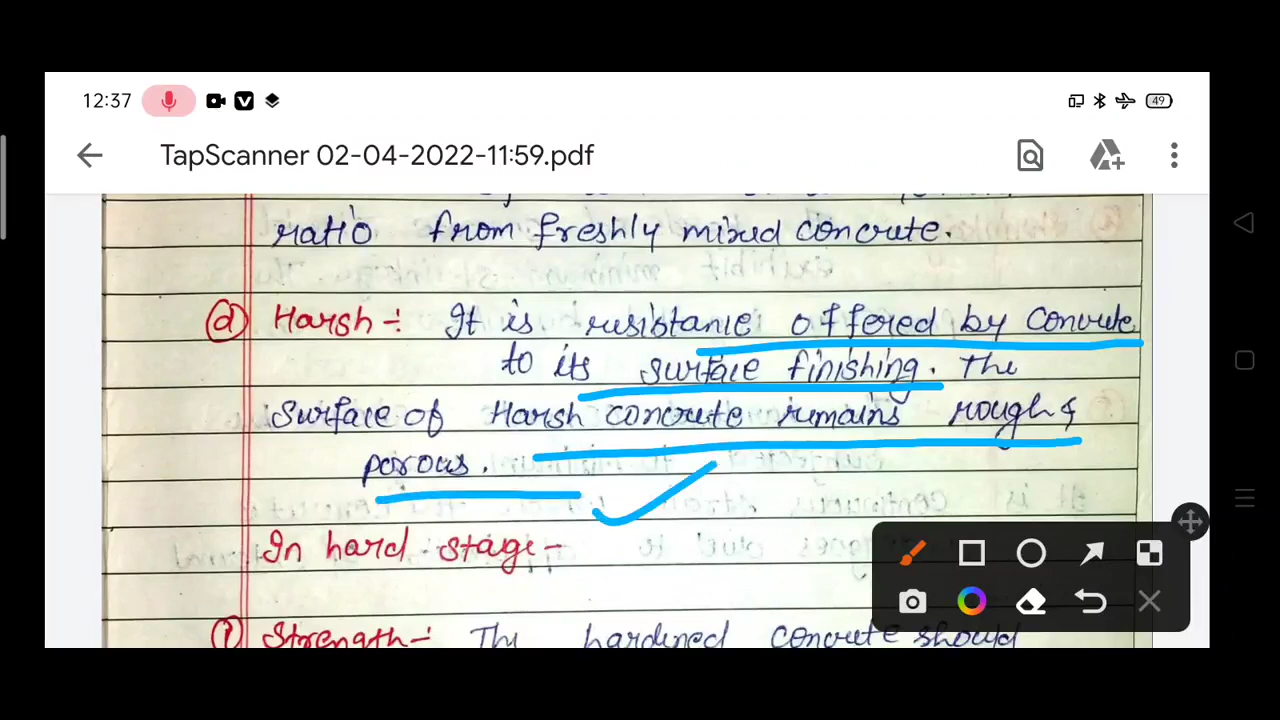 12:37
49
TapScanner 02-04-2022-11:59.pdf
ratio from freshly mixed concrete.
(d) Harsh :- It is resistance offered by Concrete
to its surface finishing. The
Surface of Harsh concrete remains rough &
porous.
In hard stage -
(1) Strength :- The hardened concrete should